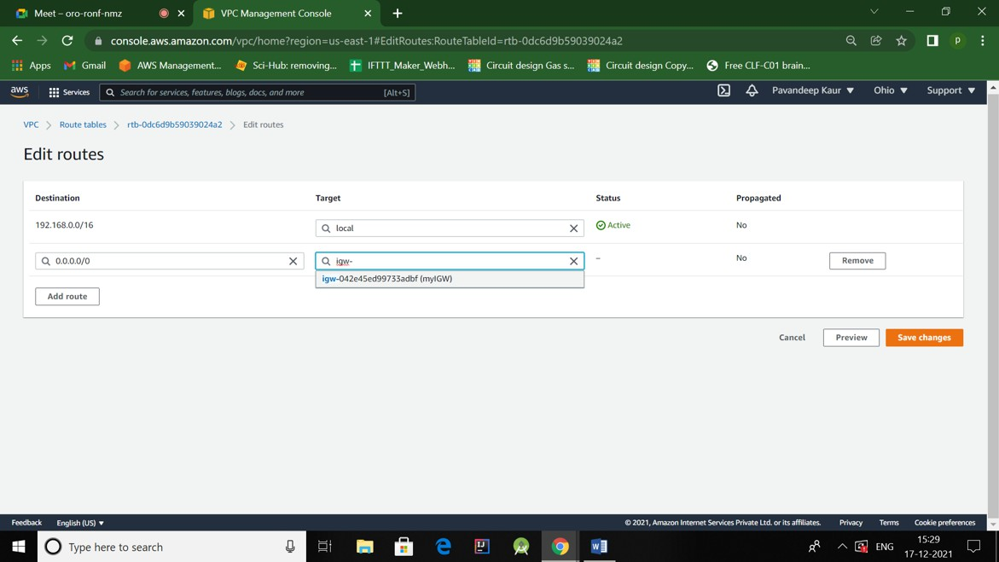 Meet – oro-ronf-nmz
VPC Management Console
console.aws.amazon.com/vpc/home?region=us-east-1#EditRoutes:RouteTableId=rtb-0dc6d9b59039024a2
p
Apps Gmail AWS Management... Sci-Hub: removing... IFTTT_Maker_Webh... Circuit design Gas s... Circuit design Copy... Free CLF-C01 brain...
aws Services Search for services, features, blogs, docs, and more [Alt+S] Pavandeep Kaur Ohio Support
VPC Route tables rtb-0dc6d9b59039024a2 Edit routes
Edit routes
Destination Target Status Propagated
192.168.0.0/16 local Active No
0.0.0.0/0 igw- – No Remove
igw-042e45ed99733adbf (myIGW)
Add route
Cancel Preview Save changes
Feedback English (US) © 2021, Amazon Internet Services Private Ltd. or its affiliates. Privacy Terms Cookie preferences
Type here to search ENG 15:29
17-12-2021